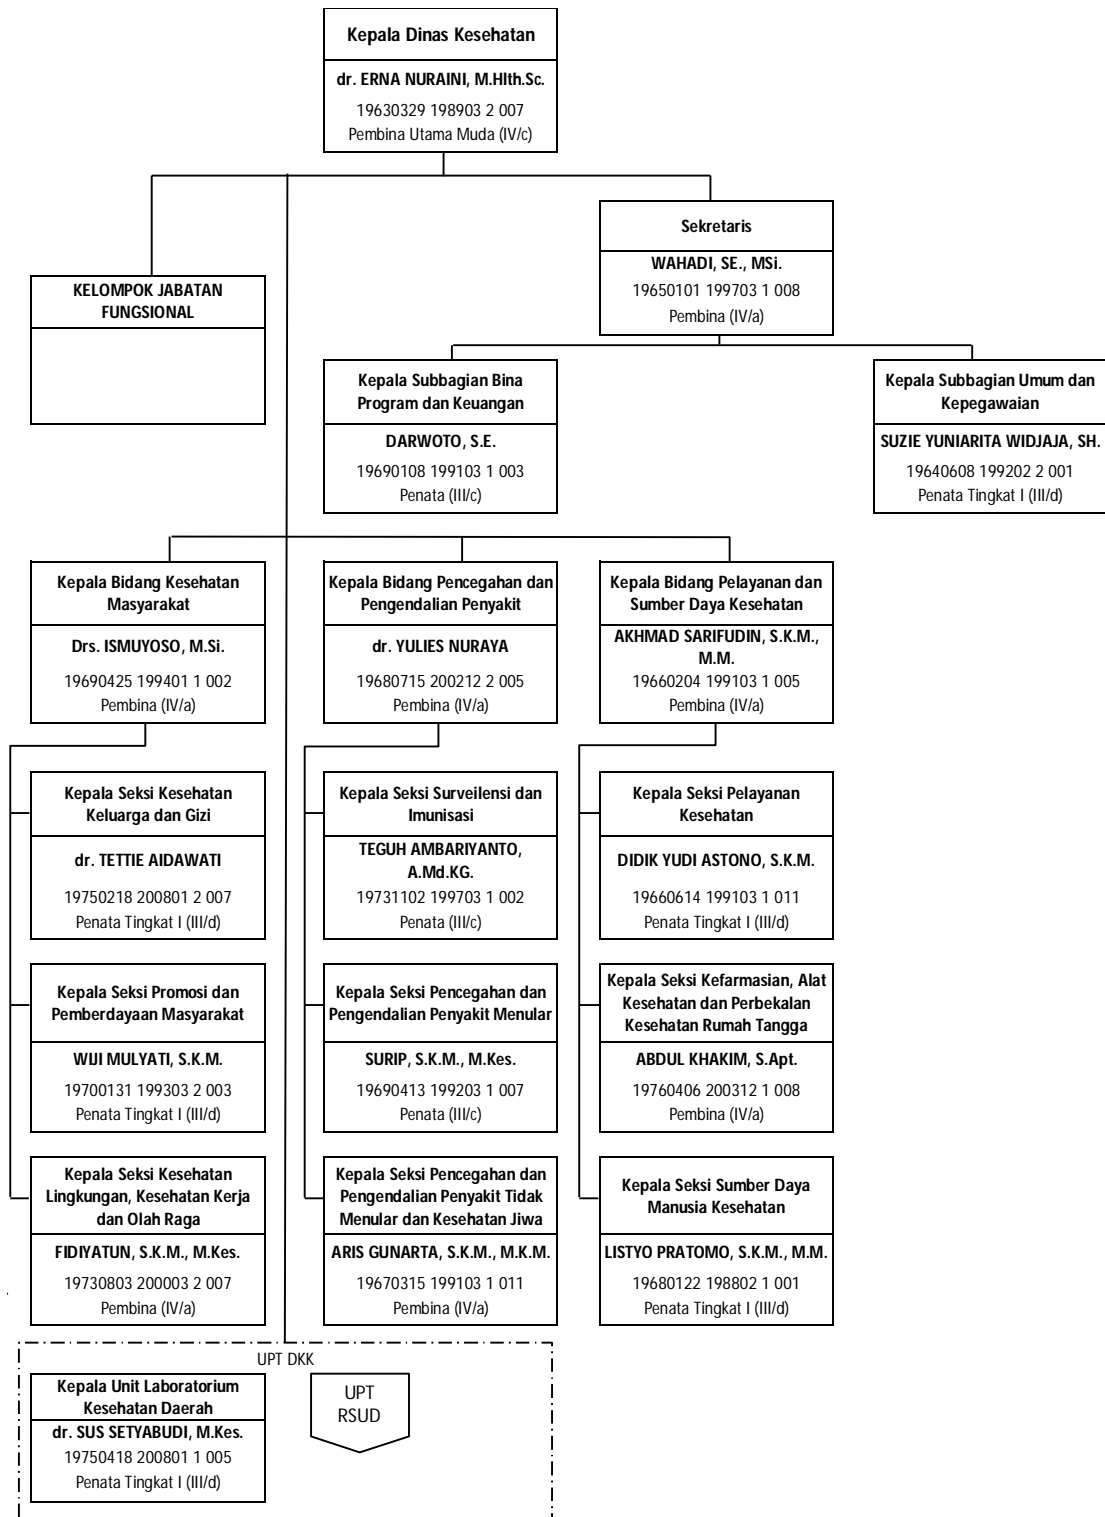 Kepala Dinas Kesehatan
dr. ERNA NURAINI, M.Hlth.Sc.
19630329 198903 2 007
Pembina Utama Muda (IV/c)
Sekretaris
WAHADI, SE., MSi.
19650101 199703 1 008
Pembina (IV/a)
KELOMPOK JABATAN
FUNGSIONAL
Kepala Subbagian Bina
Program dan Keuangan
DARWOTO, S.E.
19690108 199103 1 003
Penata (III/c)
Kepala Subbagian Umum dan
Kepegawaian
SUZIE YUNIARITA WIDJAJA, SH.
19640608 199202 2 001
Penata Tingkat I (III/d)
Kepala Bidang Kesehatan
Masyarakat
Drs. ISMUYOSO, M.Si.
19690425 199401 1 002
Pembina (IV/a)
Kepala Bidang Pencegahan dan
Pengendalian Penyakit
dr. YULIES NURAYA
19680715 200212 2 005
Pembina (IV/a)
Kepala Bidang Pelayanan dan
Sumber Daya Kesehatan
AKHMAD SARIFUDIN, S.K.M.,
M.M.
19660204 199103 1 005
Pembina (IV/a)
Kepala Seksi Kesehatan
Keluarga dan Gizi
dr. TETTIE AIDAWATI
19750218 200801 2 007
Penata Tingkat I (III/d)
Kepala Seksi Surveilensi dan
Imunisasi
TEGUH AMBARIYANTO,
A.Md.KG.
19731102 199703 1 002
Penata (III/c)
Kepala Seksi Pelayanan
Kesehatan
DIDIK YUDI ASTONO, S.K.M.
19660614 199103 1 011
Penata Tingkat I (III/d)
Kepala Seksi Promosi dan
Pemberdayaan Masyarakat
WIJI MULYATI, S.K.M.
19700131 199303 2 003
Penata Tingkat I (III/d)
Kepala Seksi Pencegahan dan
Pengendalian Penyakit Menular
SURIP, S.K.M., M.Kes.
19690413 199203 1 007
Penata (III/c)
Kepala Seksi Kefarmasian, Alat
Kesehatan dan Perbekalan
Kesehatan Rumah Tangga
ABDUL KHAKIM, S.Apt.
19760406 200312 1 008
Pembina (IV/a)
Kepala Seksi Kesehatan
Lingkungan, Kesehatan Kerja
dan Olah Raga
FIDIYATUN, S.K.M., M.Kes.
19730803 200003 2 007
Pembina (IV/a)
Kepala Seksi Pencegahan dan
Pengendalian Penyakit Tidak
Menular dan Kesehatan Jiwa
ARIS GUNARTA, S.K.M., M.K.M.
19670315 199103 1 011
Pembina (IV/a)
Kepala Seksi Sumber Daya
Manusia Kesehatan
LISTYO PRATOMO, S.K.M., M.M.
19680122 198802 1 001
Penata Tingkat I (III/d)
UPT DKK
Kepala Unit Laboratorium
Kesehatan Daerah
dr. SUS SETYABUDI, M.Kes.
19750418 200801 1 005
Penata Tingkat I (III/d)
UPT
RSUD